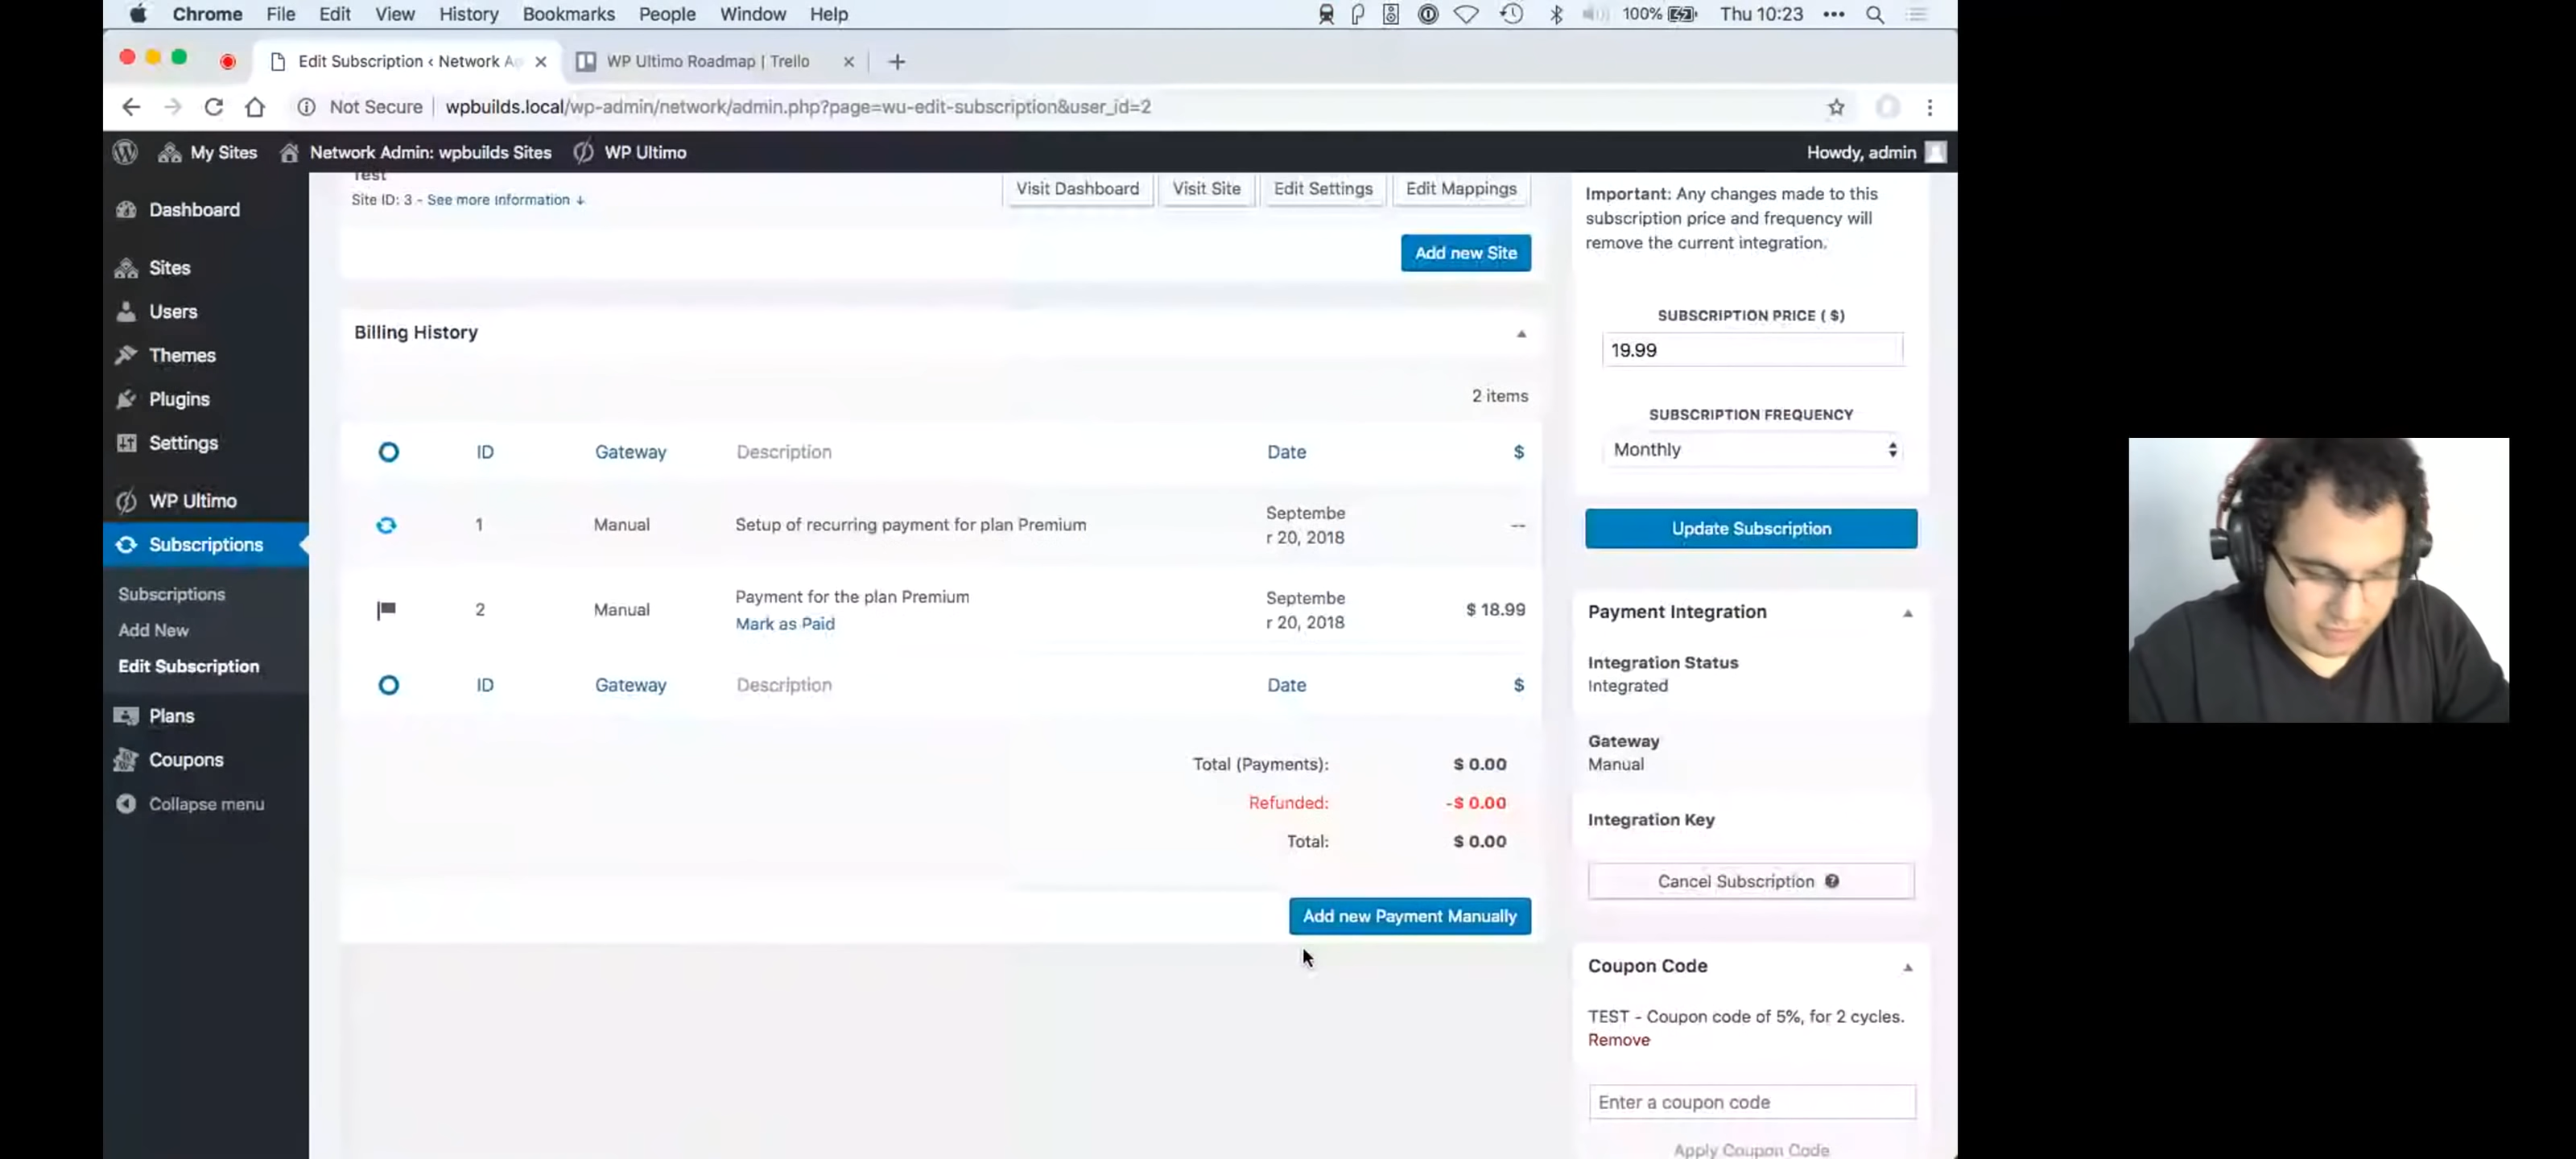 Chrome File Edit View History Bookmarks People Window Help 100% Thu 10:23
Edit Subscription ‹ Network A WP Ultimo Roadmap | Trello
Not Secure wpbuilds.local/wp-admin/network/admin.php?page=wu-edit-subscription&user_id=2
My Sites Network Admin: wpbuilds Sites WP Ultimo Howdy, admin
Dashboard
Sites
Users
Themes
Plugins
Settings
WP Ultimo
Subscriptions
Subscriptions
Add New
Edit Subscription
Plans
Coupons
Collapse menu
Test
Site ID: 3 - See more Information ↓
Visit Dashboard Visit Site Edit Settings Edit Mappings
Add new Site
Billing History
2 items
ID Gateway Description Date $
1 Manual Setup of recurring payment for plan Premium Septembe
r 20, 2018 --
2 Manual Payment for the plan Premium Septembe
Mark as Paid r 20, 2018 $ 18.99
ID Gateway Description Date $
Total (Payments): $ 0.00
Refunded: -$ 0.00
Total: $ 0.00
Add new Payment Manually
Important: Any changes made to this
subscription price and frequency will
remove the current integration.
SUBSCRIPTION PRICE ( $)
19.99
SUBSCRIPTION FREQUENCY
Monthly
Update Subscription
Payment Integration
Integration Status
Integrated
Gateway
Manual
Integration Key
Cancel Subscription
Coupon Code
TEST - Coupon code of 5%, for 2 cycles.
Remove
Enter a coupon code
Apply Coupon Code